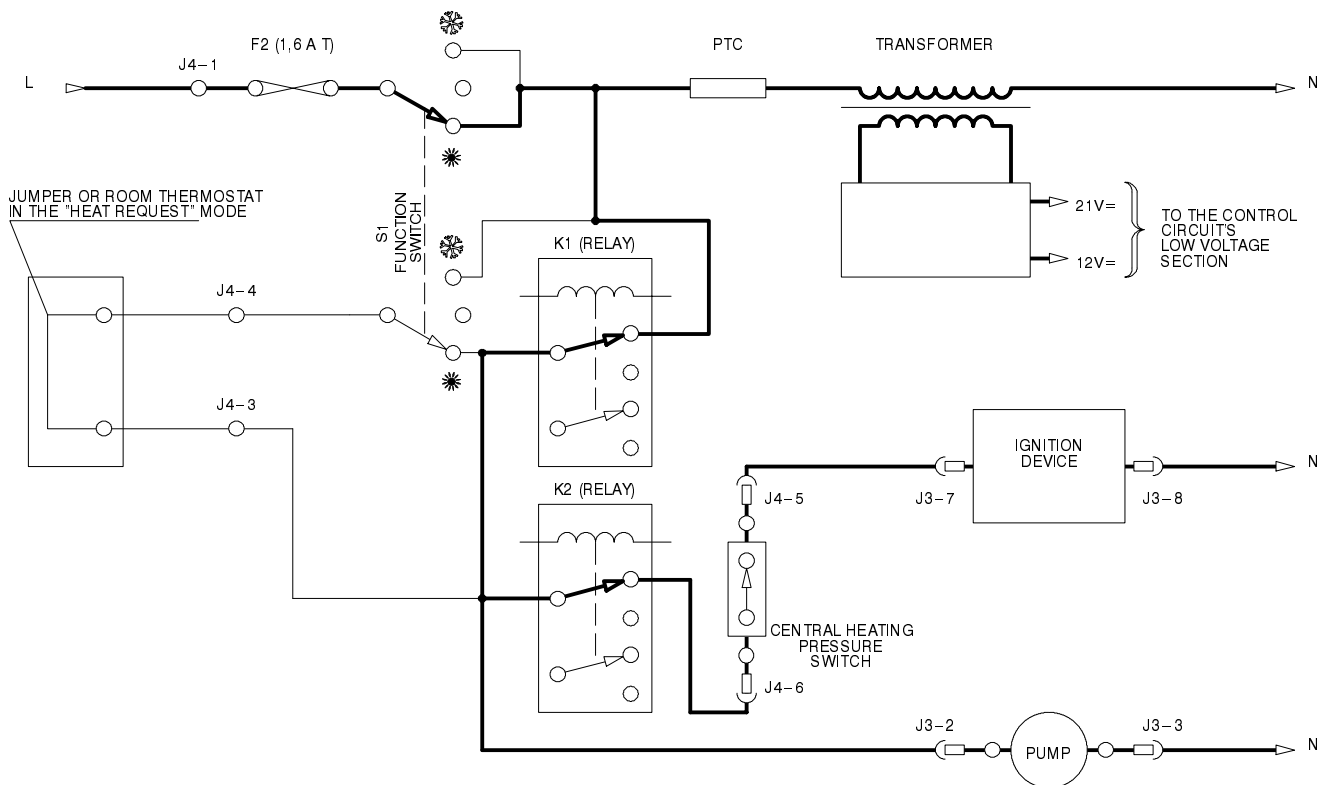 F2 (1,6 A T)
PTC
TRANSFORMER
J4-1
L
N
JUMPER OR ROOM THERMOSTAT
IN THE "HEAT REQUEST" MODE
S1
FUNCTION
SWITCH
21V=
12V=
TO THE CONTROL
CIRCUIT'S
LOW VOLTAGE
SECTION
K1 (RELAY)
J4-4
J4-3
IGNITION
DEVICE
N
K2 (RELAY)
J4-5
J3-7
J3-8
CENTRAL HEATING
PRESSURE
SWITCH
J4-6
J3-2
J3-3
PUMP
N